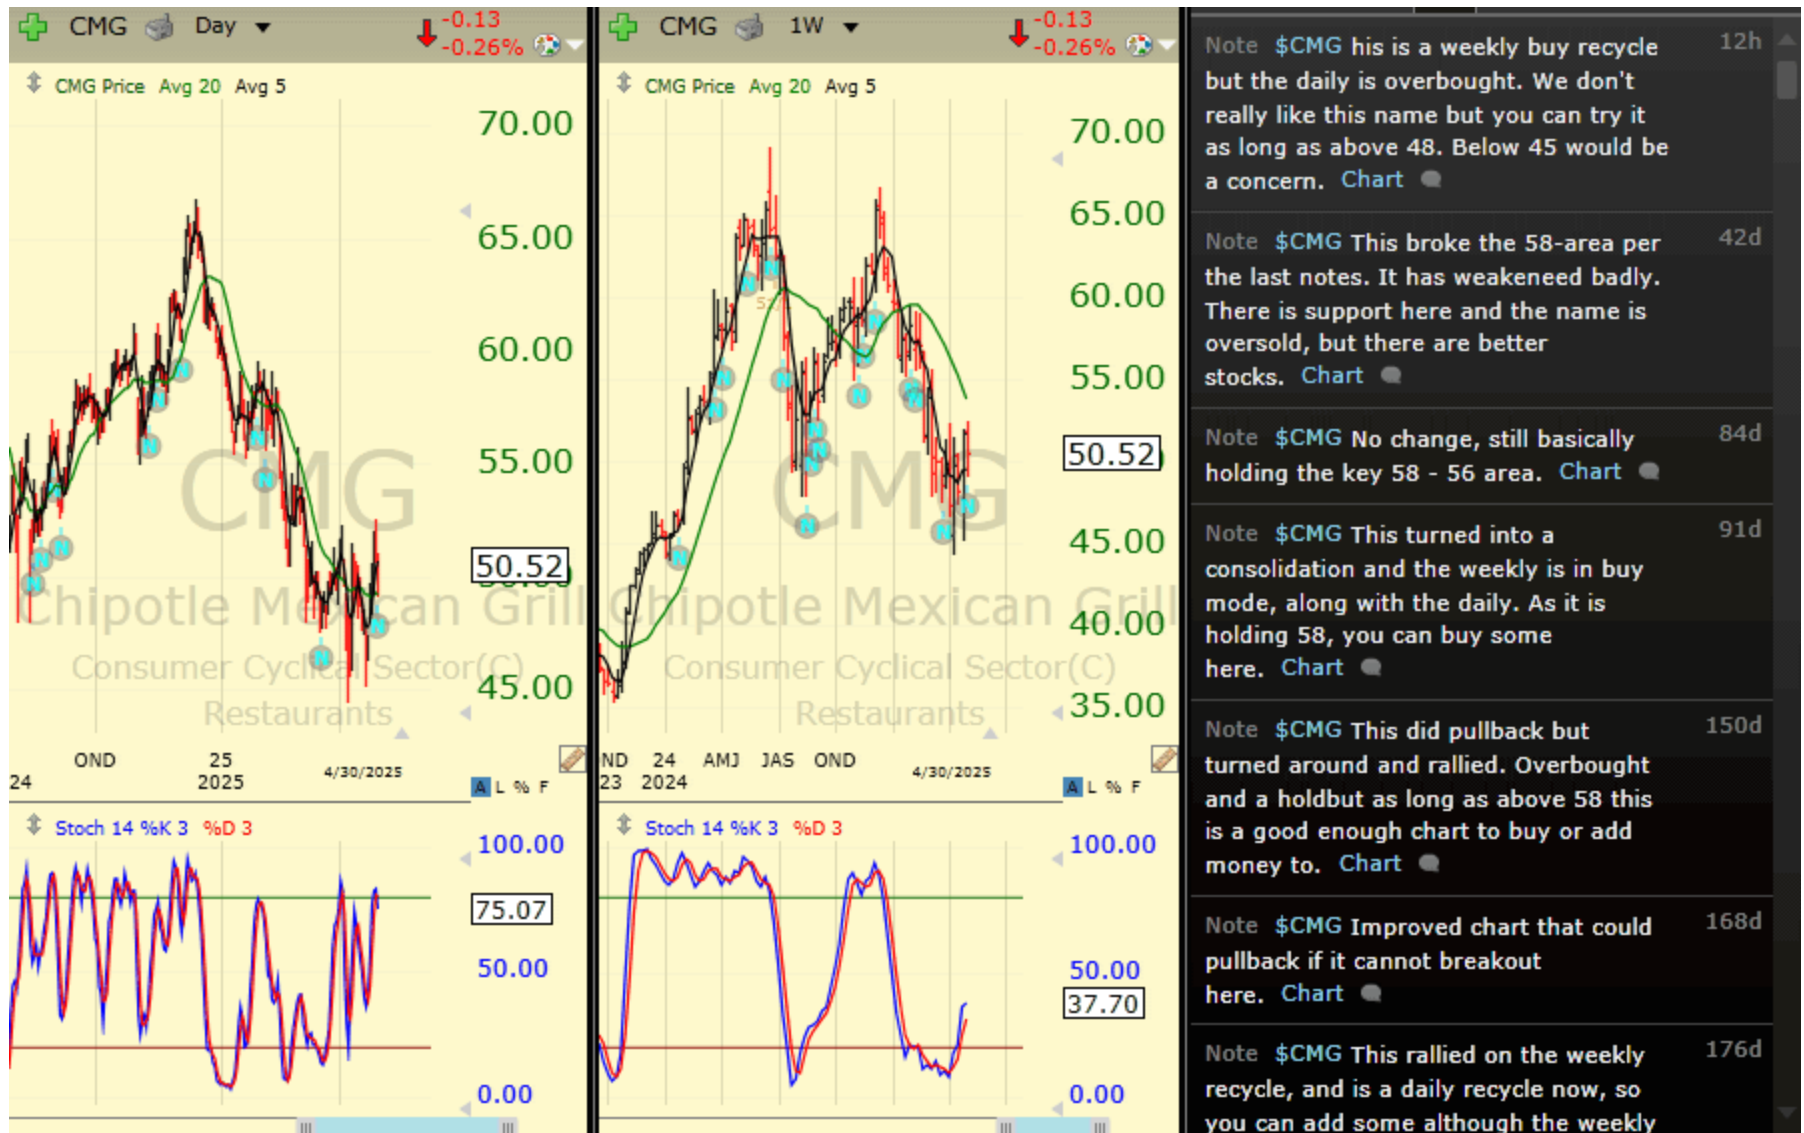 CMG Day
-0.13
-0.26%
CMG Price Avg 20 Avg 5
70.00
65.00
60.00
55.00
50.52
45.00
CMG
Chipotle Mexican Grill
Consumer Cyclical Sector(C)
Restaurants
OND 25 4/30/2025
24 2025
A L % F
Stoch 14 %K 3 %D 3
100.00
75.07
50.00
0.00
CMG 1W
-0.13
-0.26%
CMG Price Avg 20 Avg 5
70.00
65.00
60.00
55.00
50.52
45.00
40.00
35.00
CMG
Chipotle Mexican Grill
Consumer Cyclical Sector(C)
Restaurants
ND 24 AMJ JAS OND 4/30/2025
23 2024
A L % F
Stoch 14 %K 3 %D 3
100.00
50.00
37.70
0.00
Note $CMG his is a weekly buy recycle 12h
but the daily is overbought. We don't
really like this name but you can try it
as long as above 48. Below 45 would be
a concern. Chart
Note $CMG This broke the 58-area per 42d
the last notes. It has weakeneed badly.
There is support here and the name is
oversold, but there are better
stocks. Chart
Note $CMG No change, still basically 84d
holding the key 58 - 56 area. Chart
Note $CMG This turned into a 91d
consolidation and the weekly is in buy
mode, along with the daily. As it is
holding 58, you can buy some
here. Chart
Note $CMG This did pullback but 150d
turned around and rallied. Overbought
and a holdbut as long as above 58 this
is a good enough chart to buy or add
money to. Chart
Note $CMG Improved chart that could 168d
pullback if it cannot breakout
here. Chart
Note $CMG This rallied on the weekly 176d
recycle, and is a daily recycle now, so
you can add some although the weekly